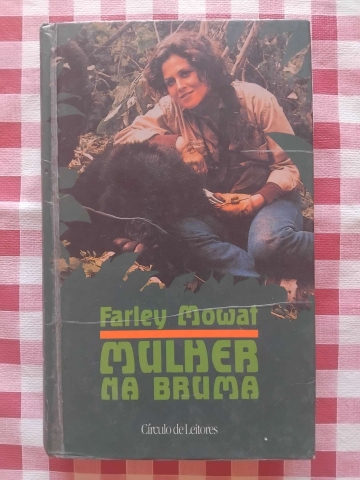 Farley Mowat
MULHER
NA BRUMA
Círculo de Leitores